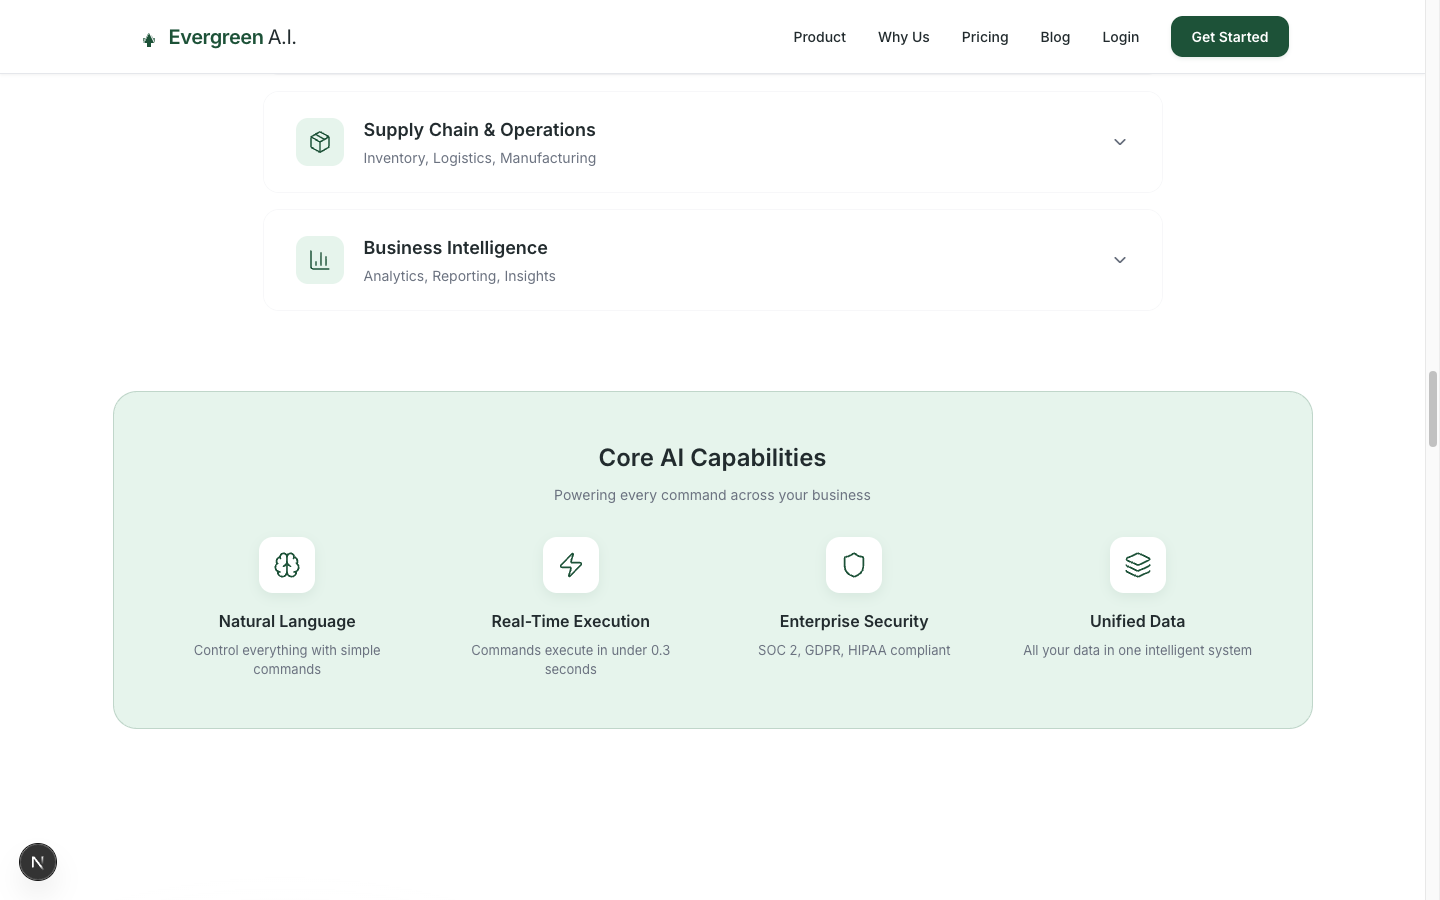 Evergreen A.I.
Product
Why Us
Pricing
Blog
Login
Get Started
Supply Chain & Operations
Inventory, Logistics, Manufacturing
Business Intelligence
Analytics, Reporting, Insights
Core AI Capabilities
Powering every command across your business
Natural Language
Control everything with simple
commands
Real-Time Execution
Commands execute in under 0.3
seconds
Enterprise Security
SOC 2, GDPR, HIPAA compliant
Unified Data
All your data in one intelligent system
N